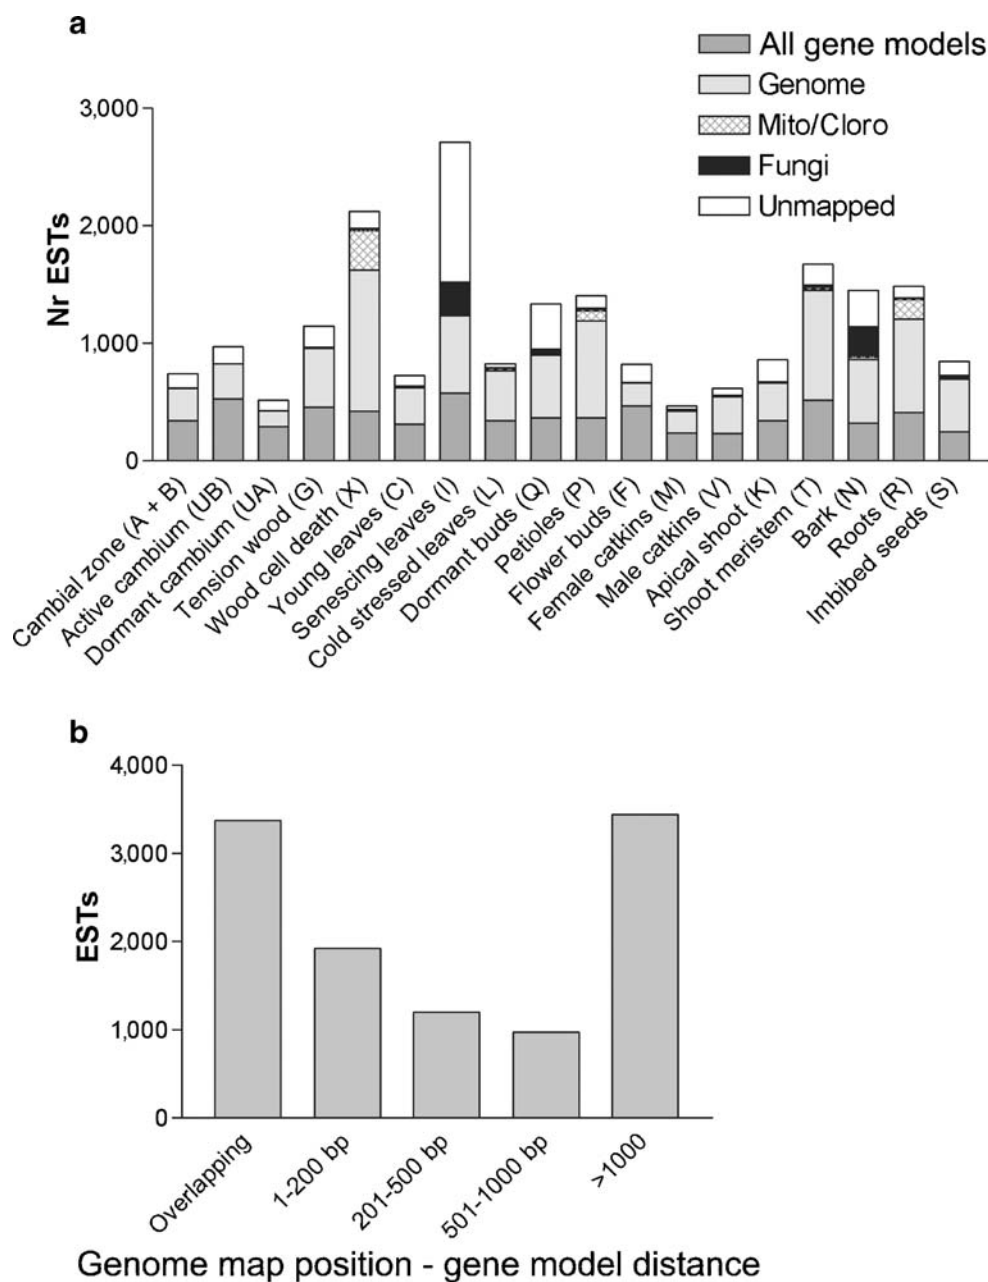 a
All gene models
Genome
Mito/Cloro
Fungi
Unmapped
Nr ESTs
3,000
2,000
1,000
0
Cambial zone (A + B)
Active cambium (UB)
Dormant cambium (UA)
Tension wood (G)
Wood cell death (X)
Young leaves (C)
Senescing leaves (I)
Cold stressed leaves (L)
Dormant buds (Q)
Petioles (P)
Flower buds (F)
Female catkins (M)
Male catkins (V)
Apical shoot (K)
Shoot meristem (T)
Bark (N)
Roots (R)
Imbibed seeds (S)
b
ESTs
4,000
3,000
2,000
1,000
0
Overlapping
1-200 bp
201-500 bp
501-1000 bp
>1000
Genome map position - gene model distance